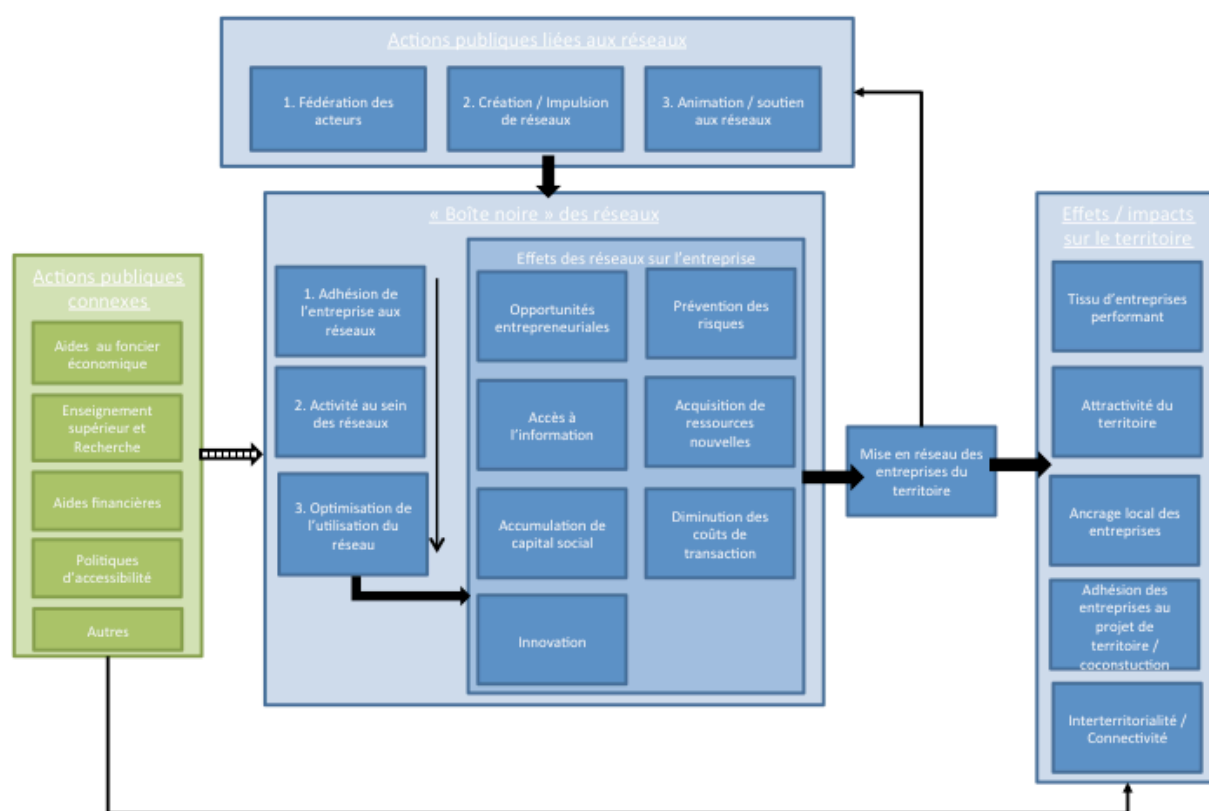 Actions publiques liées aux réseaux
1. Fédération des
acteurs
2. Création / Impulsion
de réseaux
3. Animation / soutien
aux réseaux
« Boîte noire » des réseaux
Effets des réseaux sur l'entreprise
1. Adhésion de
l'entreprise aux
réseaux
2. Activité au sein
des réseaux
3. Optimisation de
l'utilisation du
réseau
Opportunités
entrepreneuriales
Prévention des
risques
Accès à
l'information
Acquisition de
ressources
nouvelles
Accumulation de
capital social
Diminution des
coûts de
transaction
Innovation
Actions publiques
connexes
Aides au foncier
économique
Enseignement
supérieur et
Recherche
Aides financières
Politiques
d'accessibilité
Autres
Mise en réseau des
entreprises du
territoire
Effets / impacts
sur le territoire
Tissu d'entreprises
performant
Attractivité du
territoire
Ancrage local des
entreprises
Adhésion des
entreprises au
projet de
territoire /
coconstuction
Interterritorialité /
Connectivité